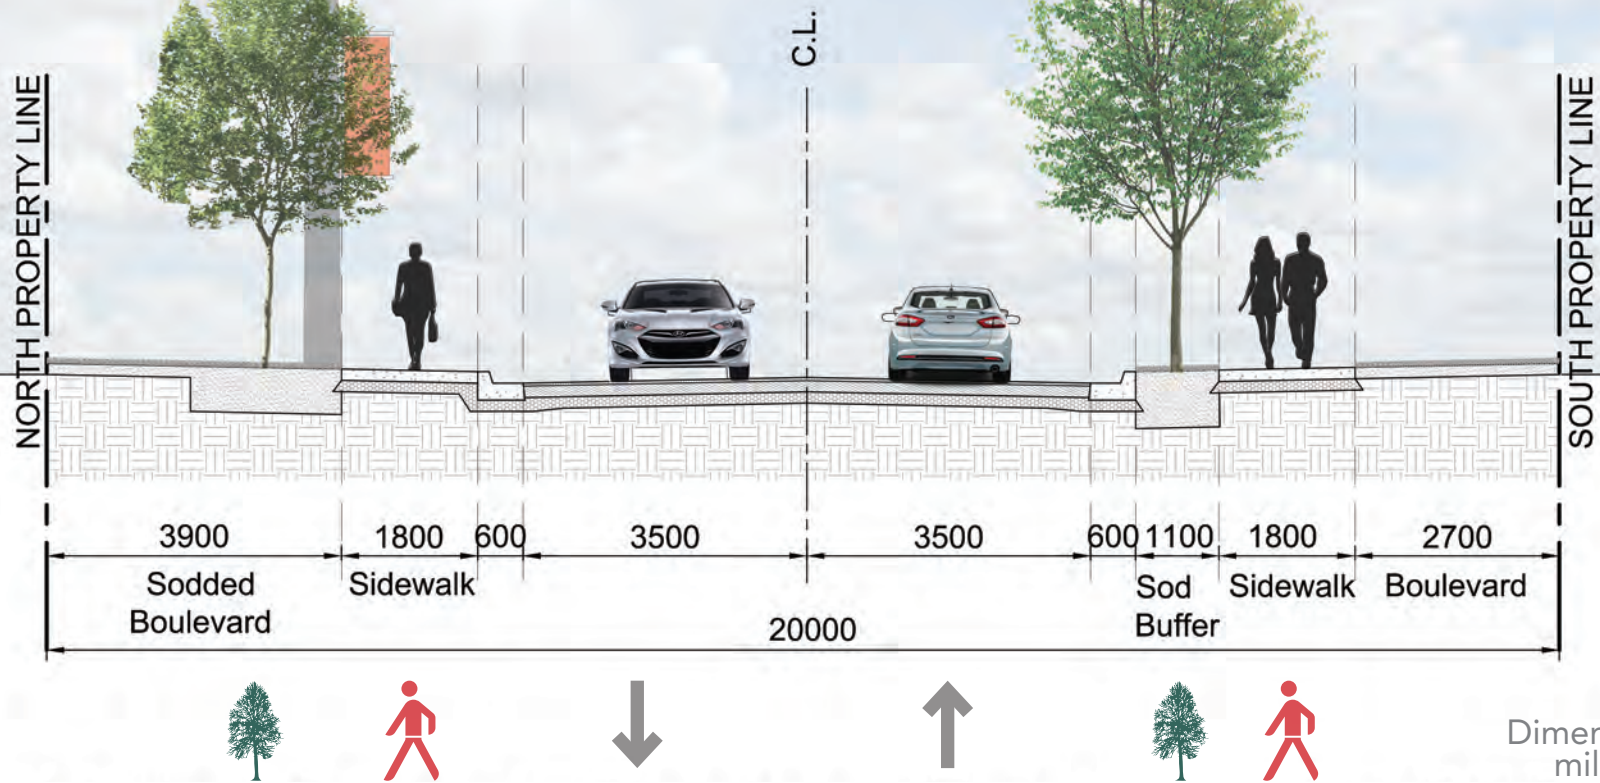 C.L.
NORTH PROPERTY LINE
SOUTH PROPERTY LINE
3900
1800
600
3500
3500
600
1100
1800
2700
Sodded
Boulevard
Sidewalk
Sod
Buffer
Sidewalk
Boulevard
20000